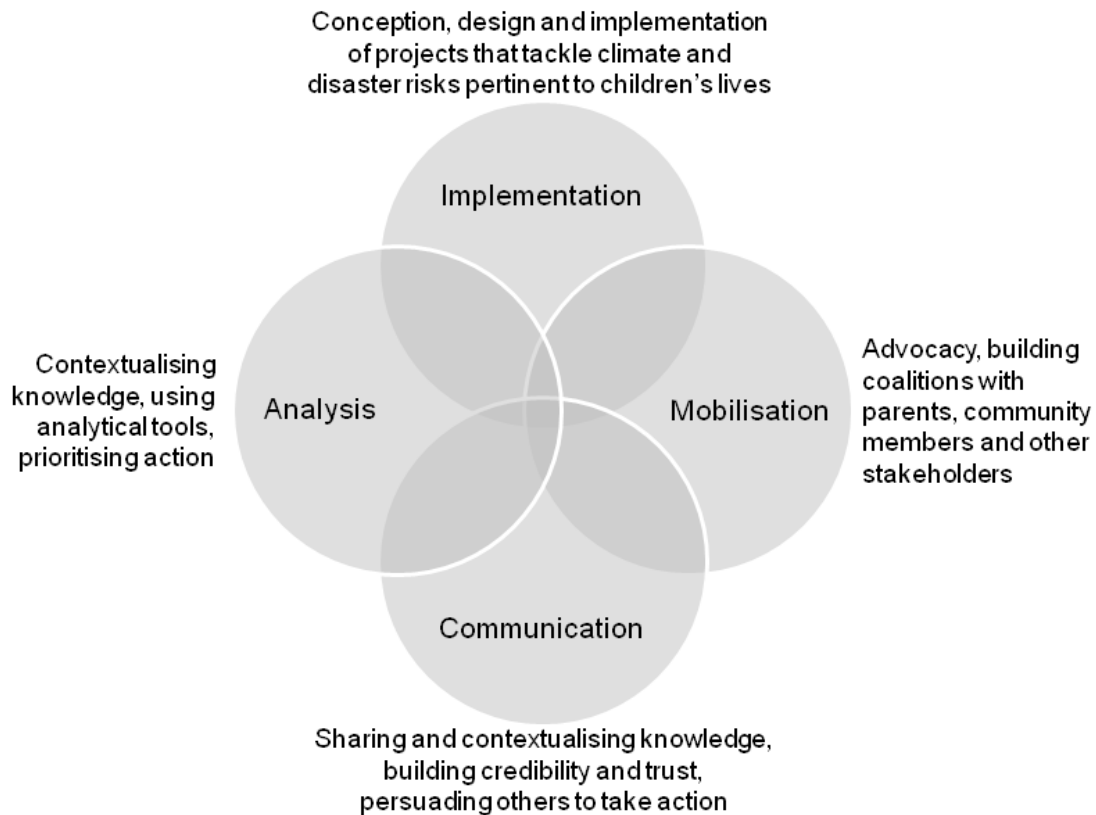 Conception, design and implementation
of projects that tackle climate and
disaster risks pertinent to children's lives
Implementation
Contextualising
knowledge, using
analytical tools,
prioritising action
Analysis
Mobilisation
Advocacy, building
coalitions with
parents, community
members and other
stakeholders
Communication
Sharing and contextualising knowledge,
building credibility and trust,
persuading others to take action